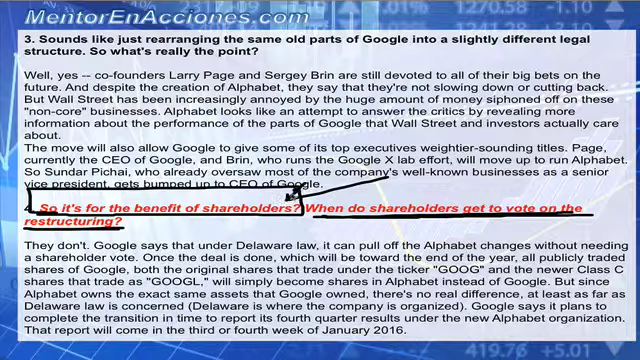 MentorEnAcciones.com
3. Sounds like just rearranging the same old parts of Google into a slightly different legal
structure. So what's really the point?
Well, yes -- co-founders Larry Page and Sergey Brin are still devoted to all of their big bets on the
future. And despite the creation of Alphabet, they say that they're not slowing down or cutting back.
But Wall Street has been increasingly annoyed by the huge amount of money siphoned off on these
"non-core" businesses. Alphabet looks like an attempt to answer the critics by revealing more
information about the performance of the parts of Google that Wall Street and investors actually care
about.
The move will also allow Google to give some of its top executives weightier-sounding titles. Page,
currently the CEO of Google, and Brin, who runs the Google X lab effort, will move up to run Alphabet.
So Sundar Pichai, who already oversaw most of the company's well-known businesses as a senior
vice president, gets bumped up to CEO of Google.
4. So it's for the benefit of shareholders? When do shareholders get to vote on the
restructuring?
They don't. Google says that under Delaware law, it can pull off the Alphabet changes without needing
a shareholder vote. Once the deal is done, which will be toward the end of the year, all publicly traded
shares of Google, both the original shares that trade under the ticker "GOOG" and the newer Class C
shares that trade as "GOOGL," will simply become shares in Alphabet instead of Google. But since
Alphabet owns the exact same assets that Google owned, there's no real difference, at least as far as
Delaware law is concerned (Delaware is where the company is organized). Google says it plans to
complete the transition in time to report its fourth quarter results under the new Alphabet organization.
That report will come in the third or fourth week of January 2016.